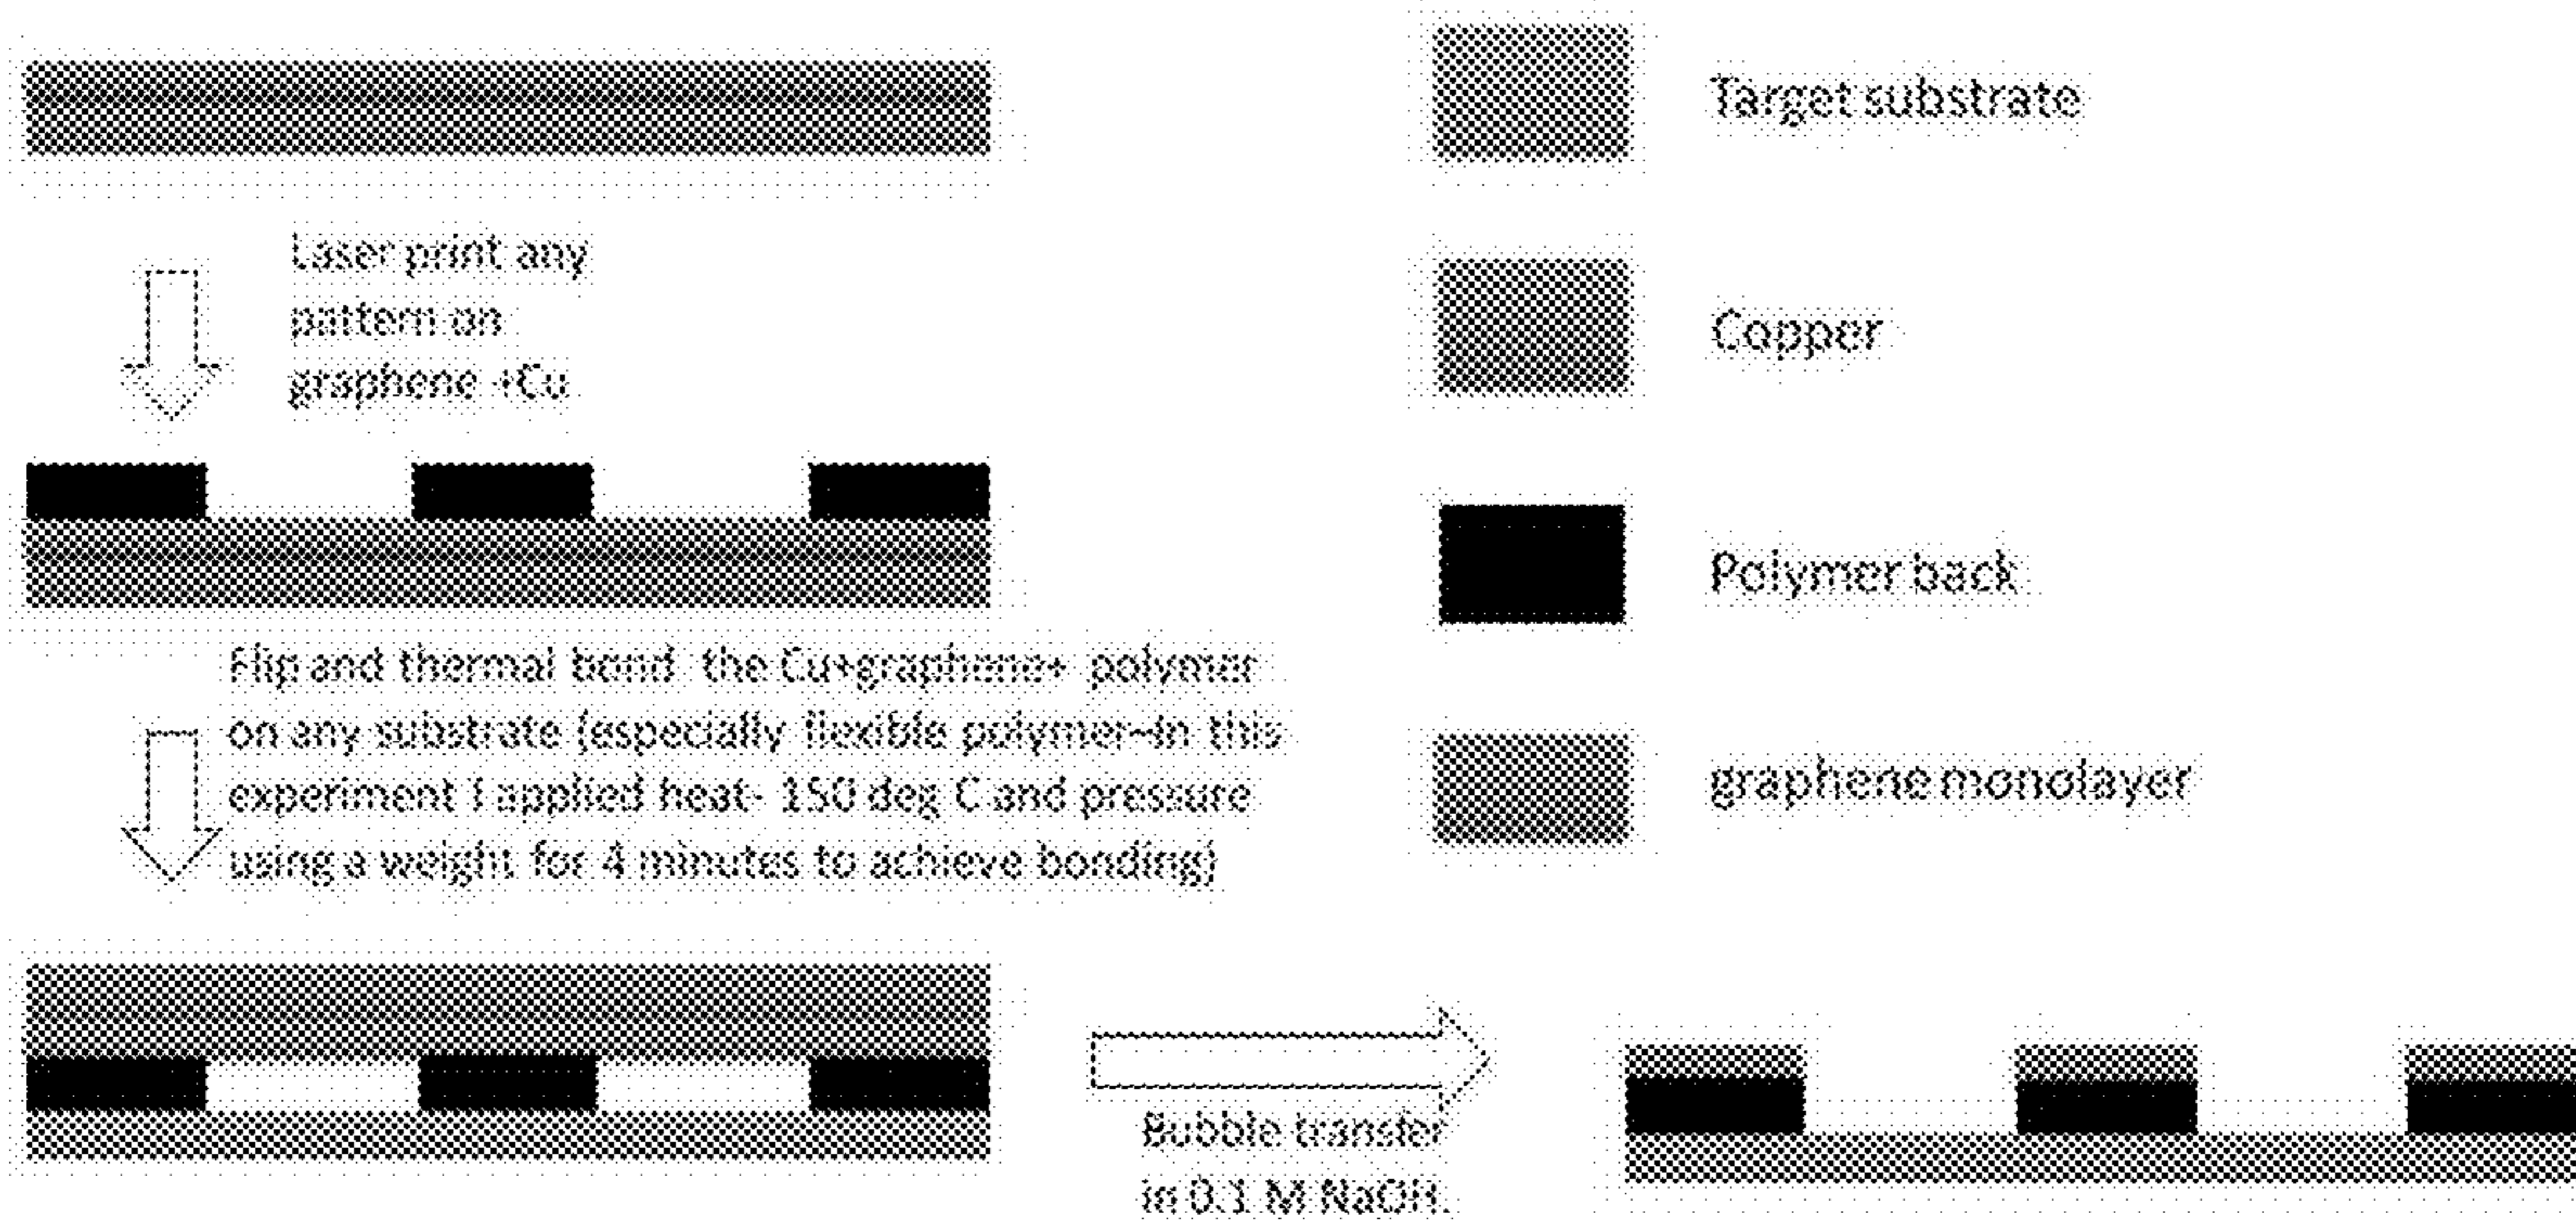 Target substrate
Laser print any
pattern on
graphene +Cu
Copper
Polymer back
Flip and thermal bond the Cu+graphene+ polymer
on any substrate (especially flexible polymer–in this
experiment I applied heat- 150 deg C and pressure
using a weight for 4 minutes to achieve bonding)
graphene monolayer
Bubble transfer
in 0.1 M NaOH.